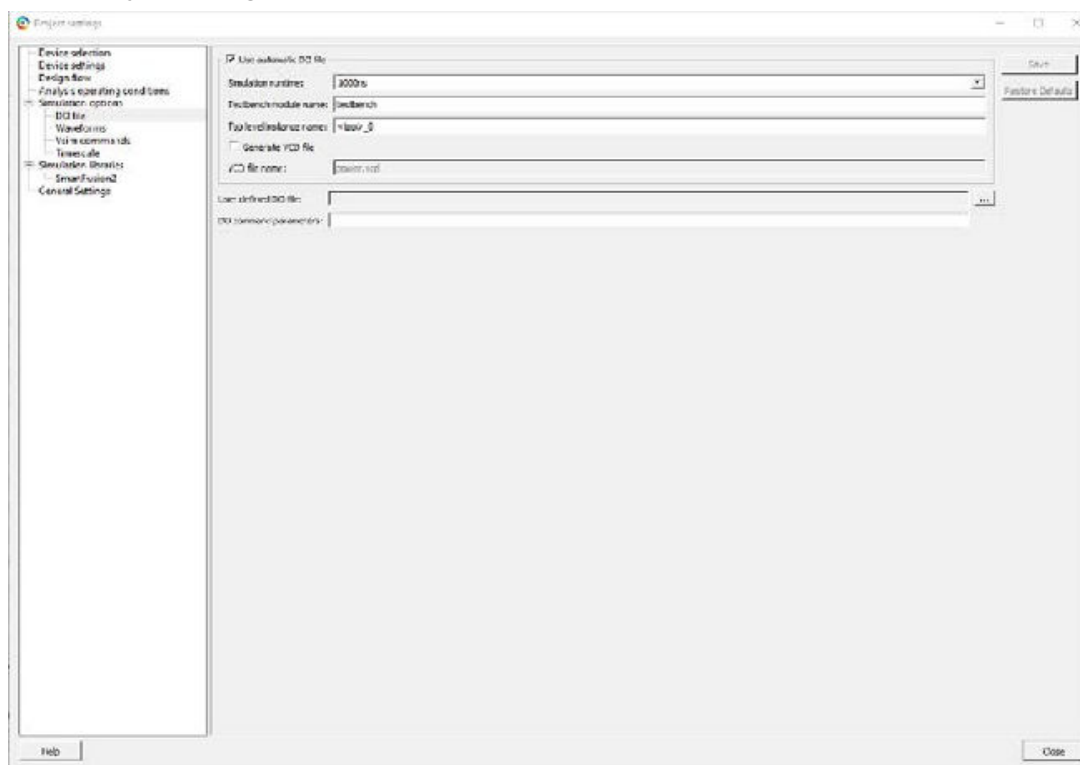 Project settings
Device selection
Device settings
Design flow
Analysis operating conditions
Simulation options
DO file
Waveforms
Vsim commands
Timescale
Simulation libraries
SmartFusion2
General Settings
Use automatic DO file
Simulation runtime:
Testbench module name: testbench
Top level instance name: <top>_0
Generate VCD file
VCD file name: power.vcd
User defined DO file:
...
DO command parameters:
Save
Restore Defaults
Help
Close